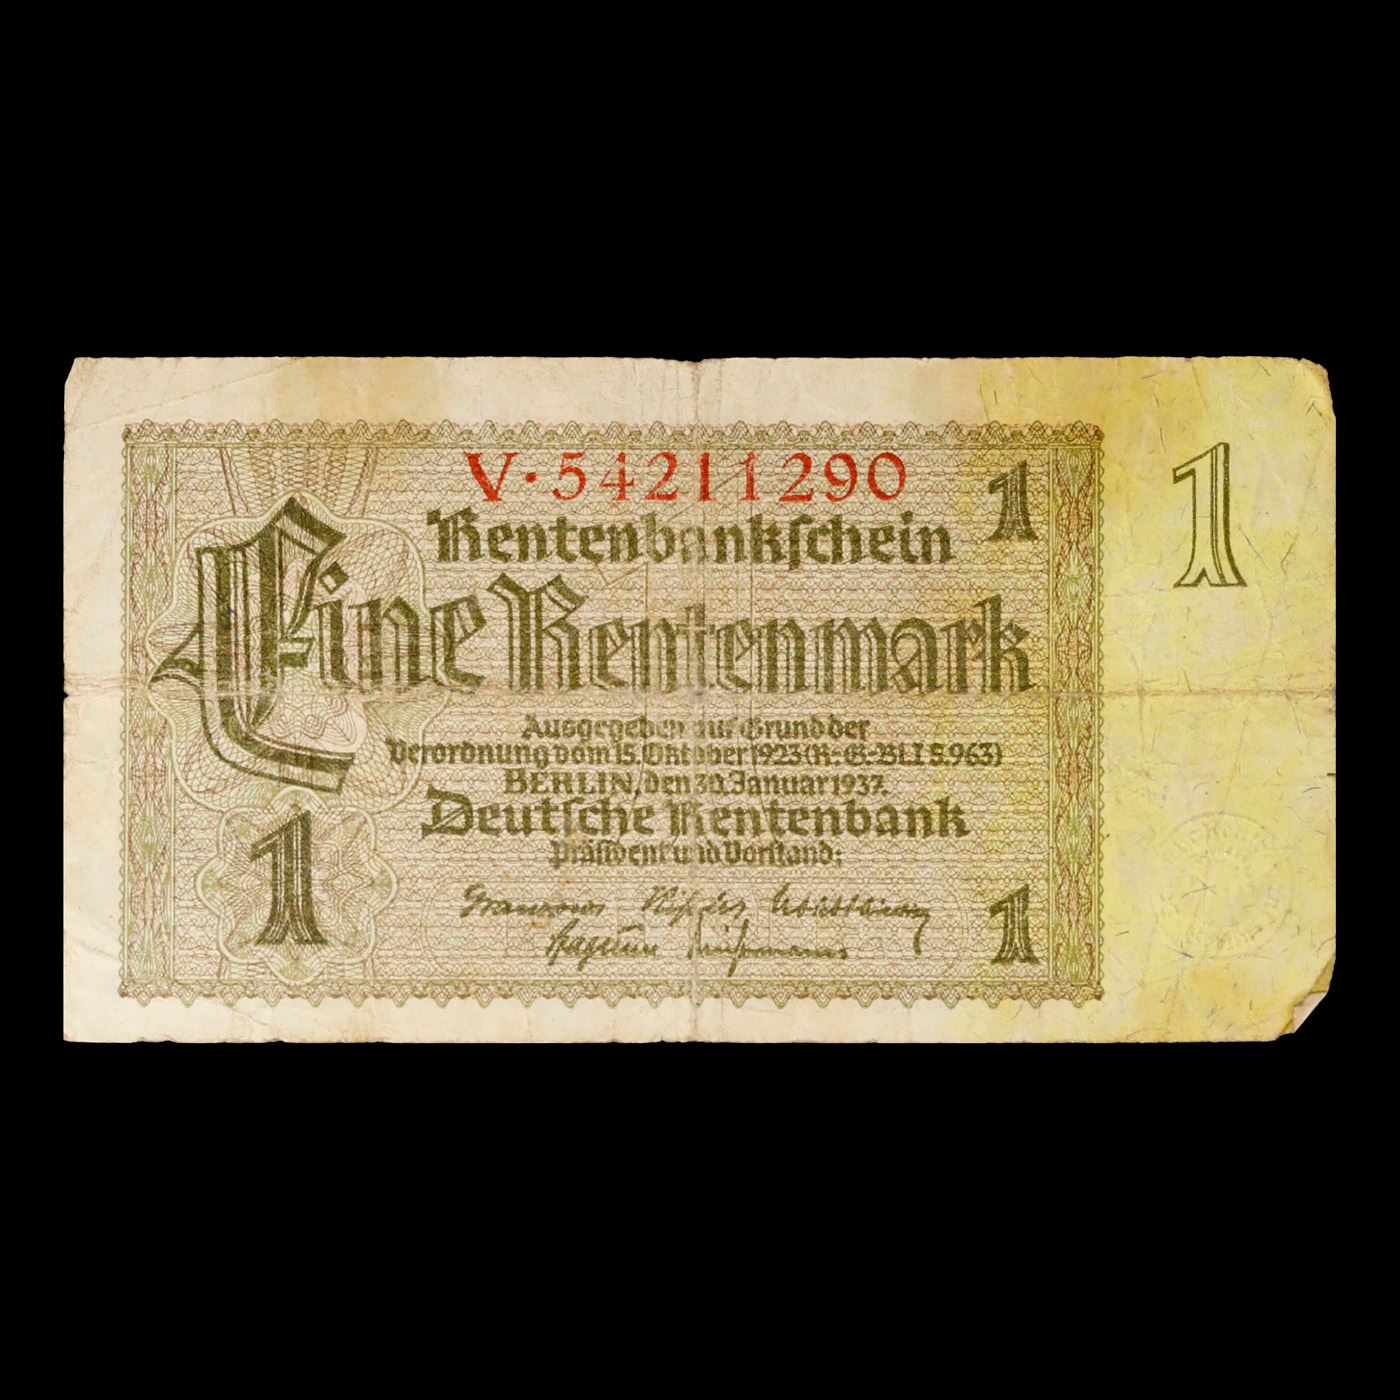 V·54211290
Rentenbankschein
1
1
Eine Rentenmark
Ausgegeben auf Grund der
Verordnung vom 15. Oktober 1923 (R.-G.-Bl. I S. 963)
BERLIN, den 30. Januar 1937.
Deutsche Rentenbank
Präsident und Vorstand:
1
1